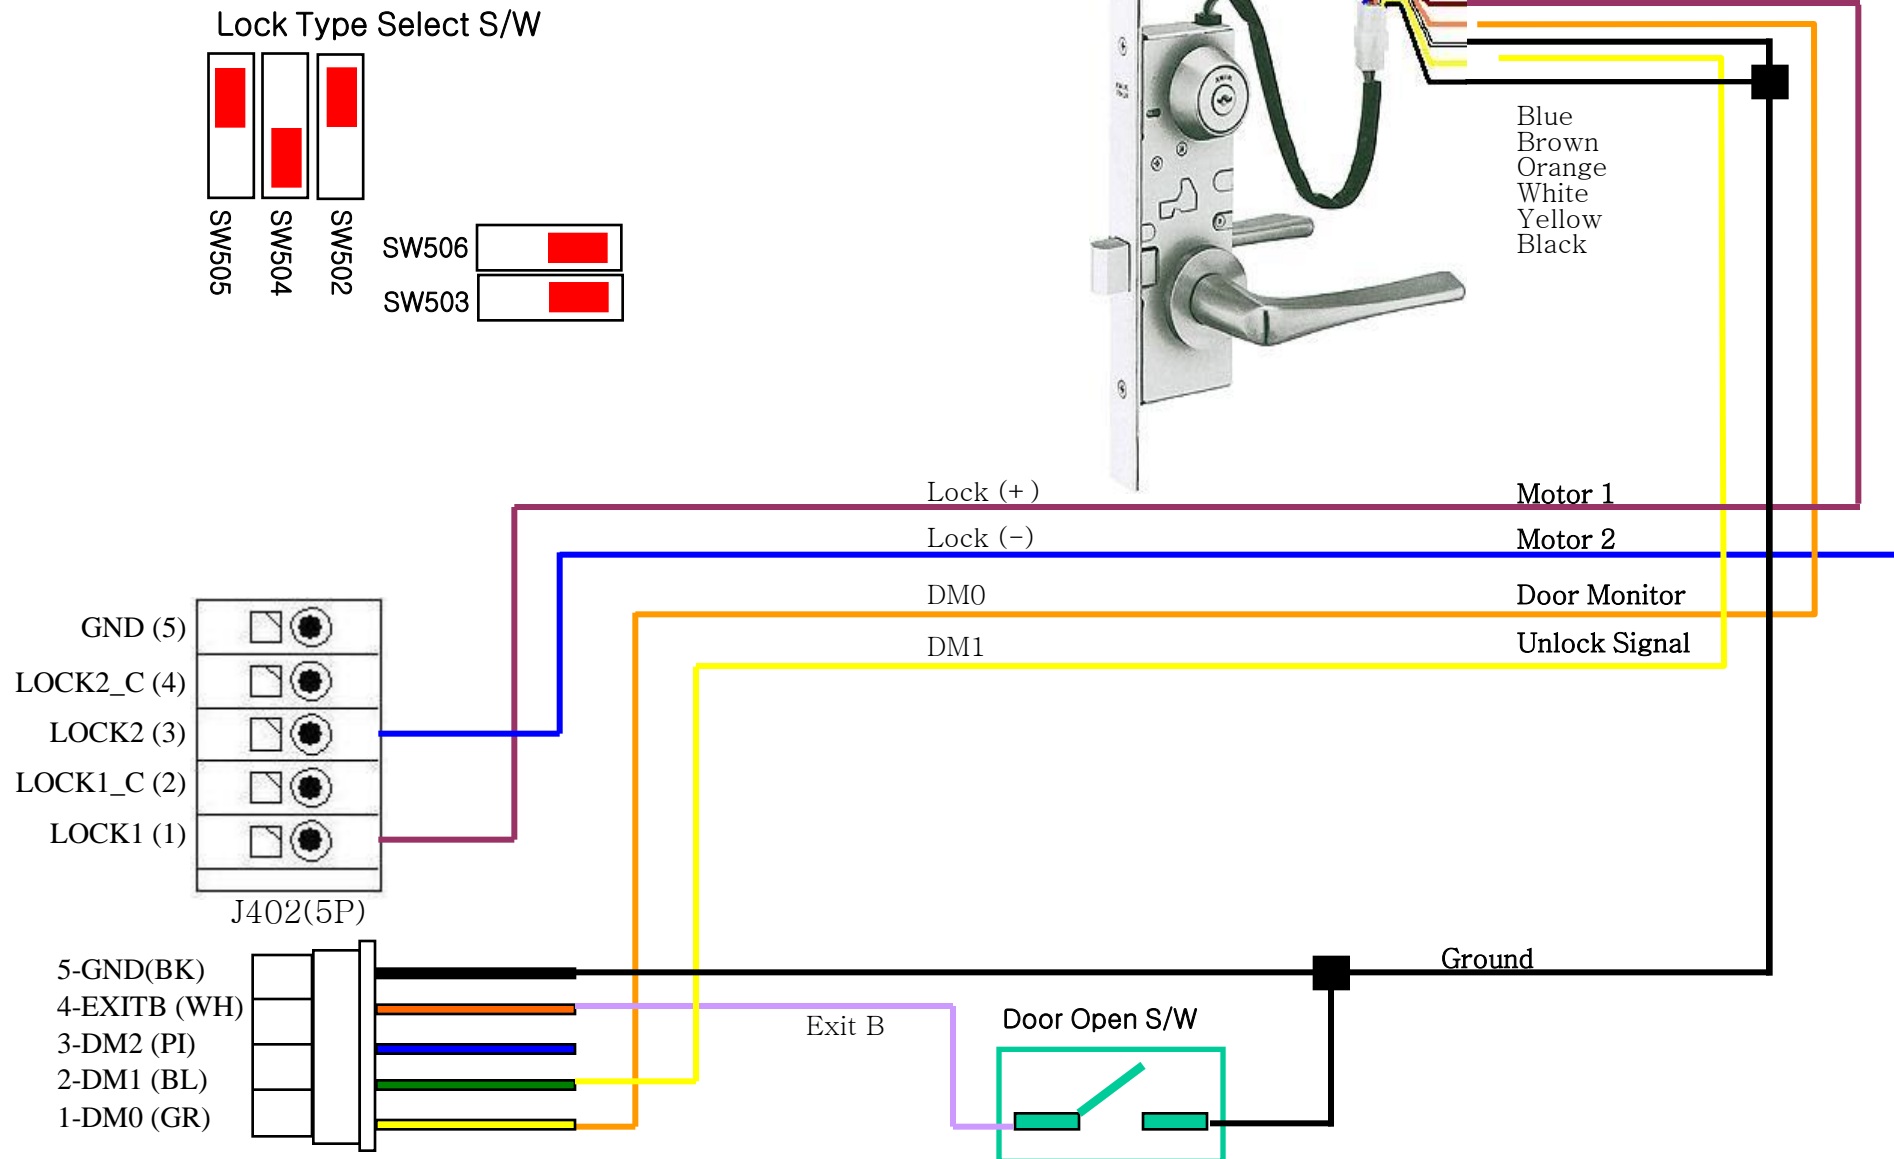 Lock Type Select S/W
SW505
SW504
SW502
SW506
SW503
Blue
Brown
Orange
White
Yellow
Black
Lock (+)
Motor 1
Lock (-)
Motor 2
DM0
Door Monitor
DM1
Unlock Signal
GND (5)
LOCK2_C (4)
LOCK2 (3)
LOCK1_C (2)
LOCK1 (1)
J402(5P)
5-GND(BK)
4-EXITB (WH)
3-DM2 (PI)
2-DM1 (BL)
1-DM0 (GR)
Ground
Exit B
Door Open S/W